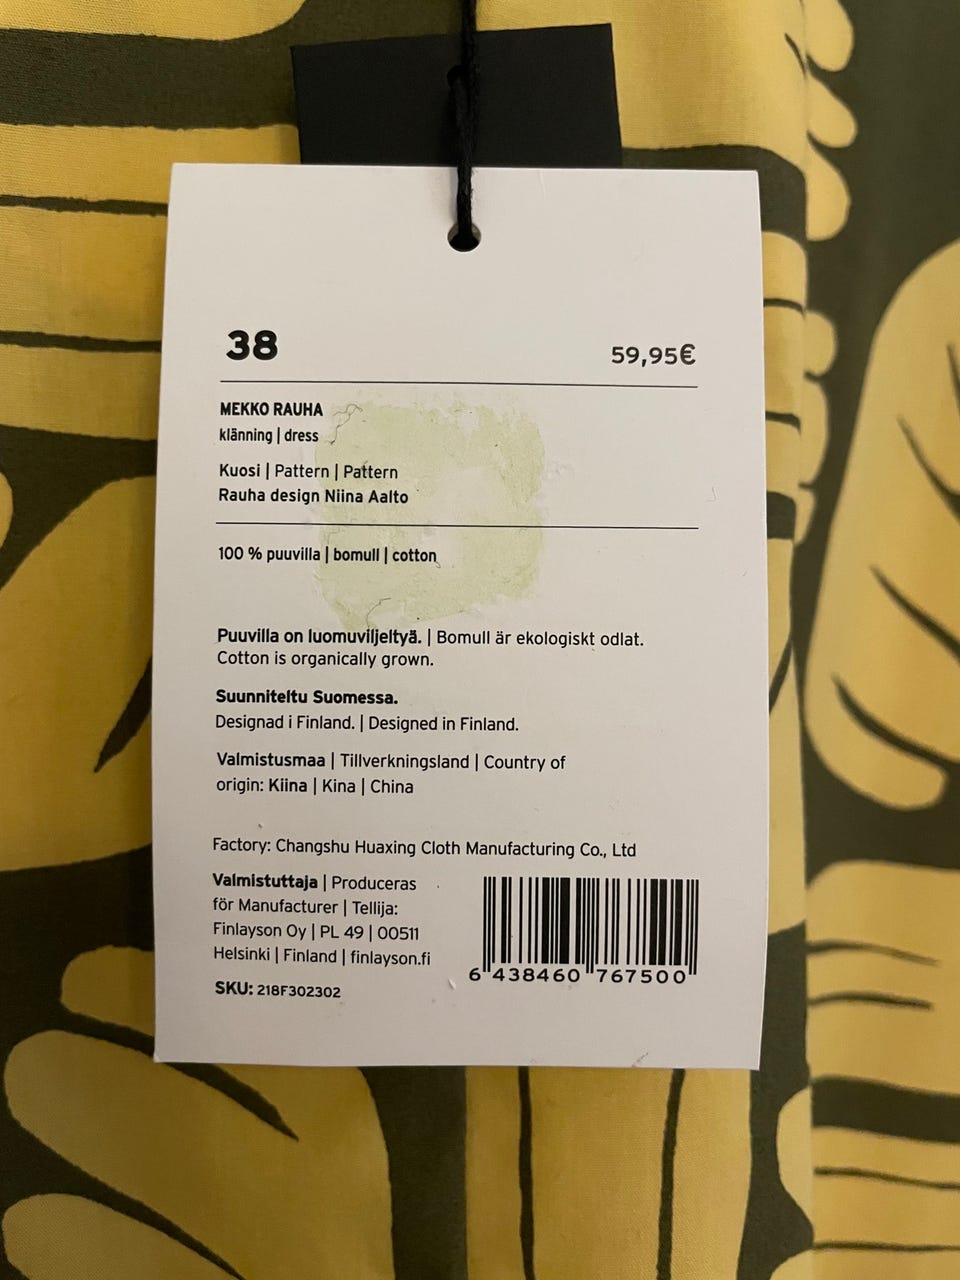 38
59,95€
MEKKO RAUHA
klänning | dress
Kuosi | Pattern | Pattern
Rauha design Niina Aalto
100 % puuvilla | bomull | cotton
Puuvilla on luomuviljeltyä. | Bomull är ekologiskt odlat.
Cotton is organically grown.
Suunniteltu Suomessa.
Designad i Finland. | Designed in Finland.
Valmistusmaa | Tillverkningsland | Country of
origin: Kiina | Kina | China
Factory: Changshu Huaxing Cloth Manufacturing Co., Ltd
Valmistuttaja | Produceras
för Manufacturer | Tellija:
Finlayson Oy | PL 49 | 00511
Helsinki | Finland | finlayson.fi
SKU: 218F302302
6 438460 767500